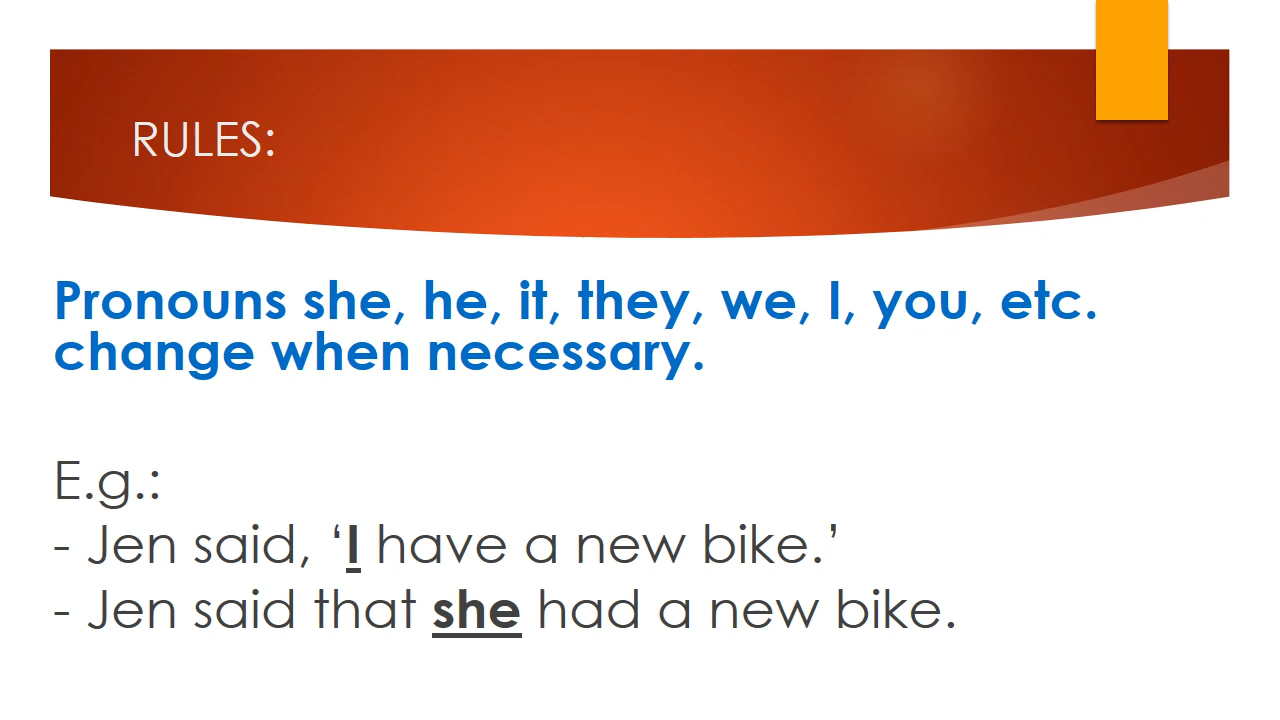 RULES:
Pronouns she, he, it, they, we, I, you, etc.
change when necessary.
E.g.:
- Jen said, ‘I have a new bike.’
- Jen said that she had a new bike.